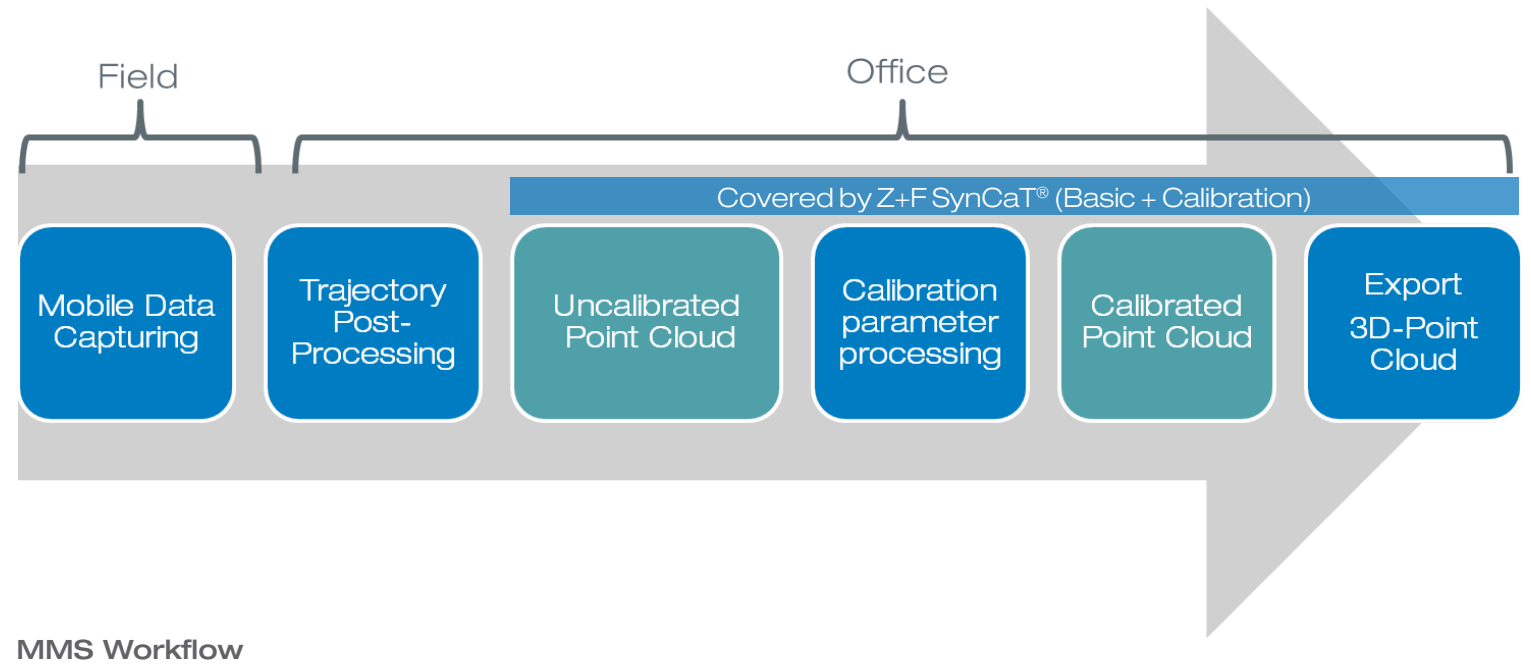 Field
Office
Covered by Z+F SynCaT® (Basic + Calibration)
Mobile Data
Capturing
Trajectory
Post-
Processing
Uncalibrated
Point Cloud
Calibration
parameter
processing
Calibrated
Point Cloud
Export
3D-Point
Cloud
MMS Workflow